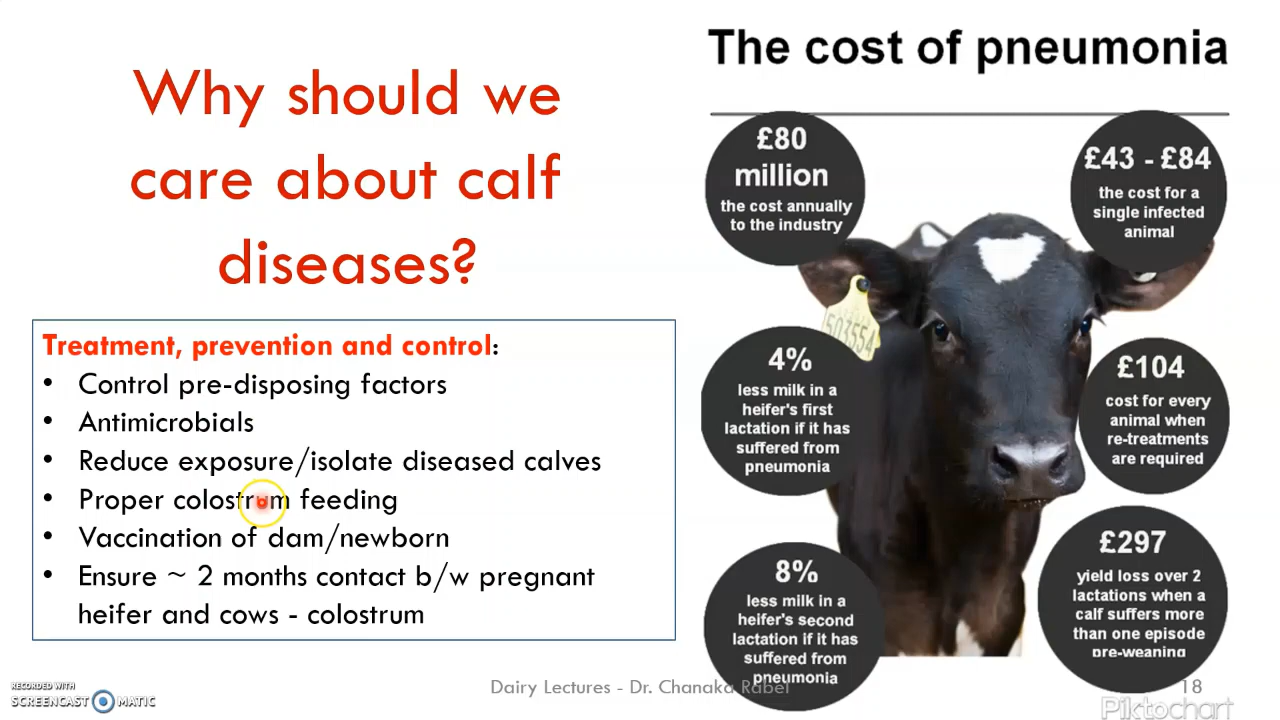 Why should we
care about calf
diseases?
Treatment, prevention and control:
• Control pre-disposing factors
• Antimicrobials
• Reduce exposure/isolate diseased calves
• Proper colostrum feeding
• Vaccination of dam/newborn
• Ensure ~ 2 months contact b/w pregnant
heifer and cows - colostrum
The cost of pneumonia
£80
million
the cost annually
to the industry
£43 - £84
the cost for a
single infected
animal
503554
4%
less milk in a
heifer's first
lactation if it has
suffered from
pneumonia
£104
cost for every
animal when
re-treatments
are required
8%
less milk in a
heifer's second
lactation if it has
suffered from
pneumonia
£297
yield loss over 2
lactations when a
calf suffers more
than one episode
pre-weaning
Dairy Lectures - Dr. Chanaka Rabel
18
RECORDED WITH
SCREENCAST MATIC
Piktochart